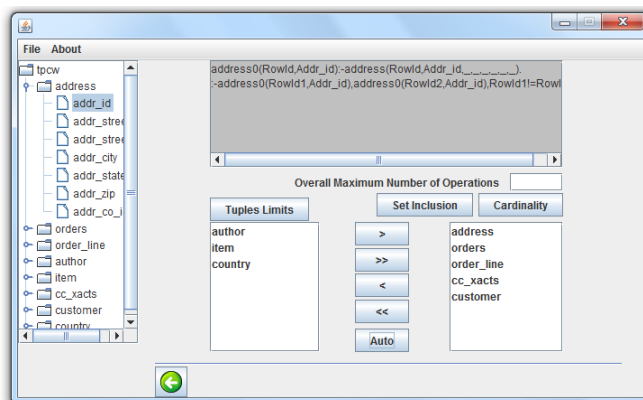 File About
tpcw
address
addr_id
addr_stree
addr_stree
addr_city
addr_state
addr_zip
addr_co_i
orders
order_line
author
item
cc_xacts
customer
country
address0(RowId,Addr_id):-address(RowId,Addr_id,_,_,_,_,_,_).
:-address0(RowId1,Addr_id),address0(RowId2,Addr_id),RowId1!=RowI
Overall Maximum Number of Operations
Tuples Limits Set Inclusion Cardinality
author
item
country
>
>>
<
<<
Auto
address
orders
order_line
cc_xacts
customer